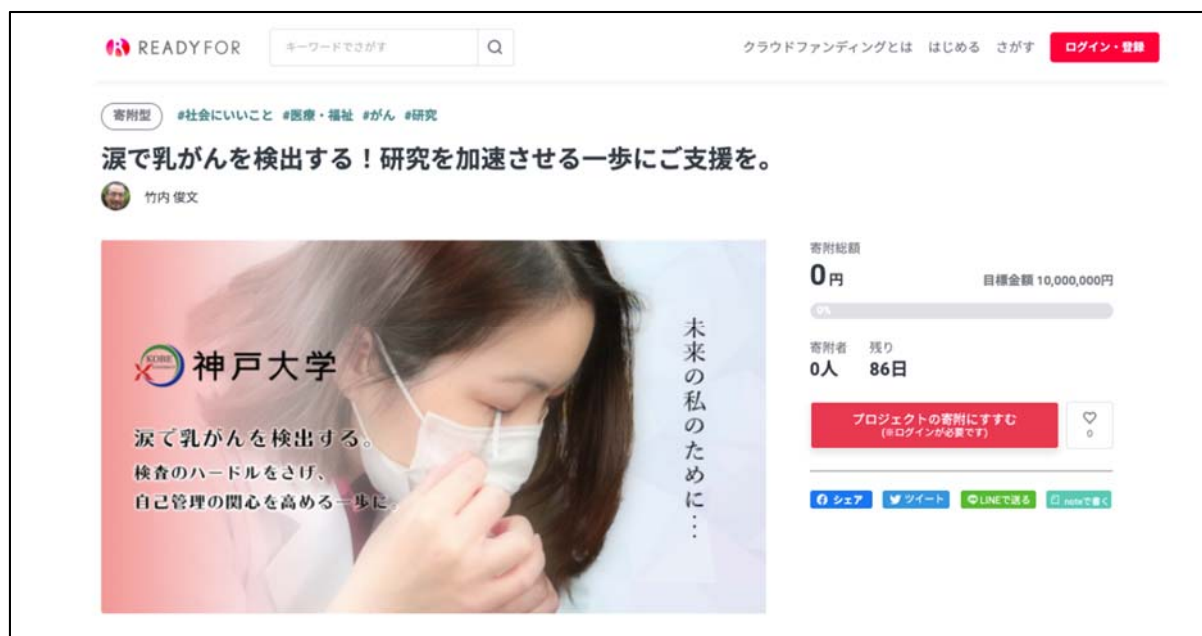 READYFOR
キーワードでさがす
クラウドファンディングとは はじめる さがす ログイン・登録
寄附型 #社会にいいこと #医療・福祉 #がん #研究
涙で乳がんを検出する！研究を加速させる一歩にご支援を。
竹内 俊文
KOBE
神戸大学
涙で乳がんを検出する。
検査のハードルをさげ、
自己管理の関心を高める一歩に。
未来の私のために…
寄附総額
0円
目標金額 10,000,000円
0%
寄附者 残り
0人 86日
プロジェクトの寄附にすすむ
(※ログインが必要です)
0
シェア ツイート LINEで送る noteで書く